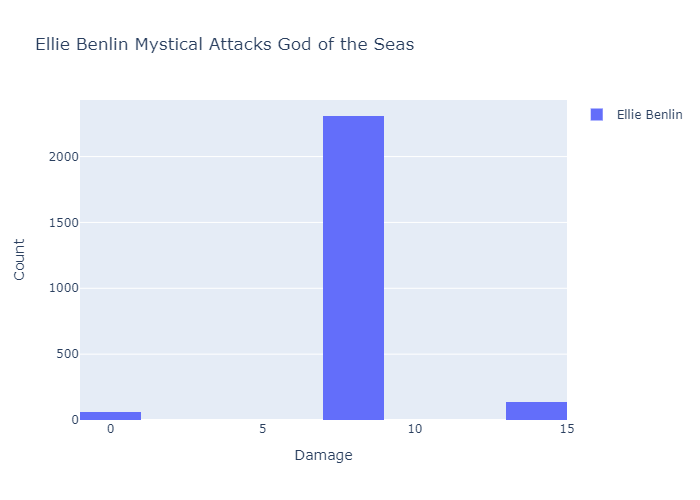 Ellie Benlin Mystical Attacks God of the Seas
Ellie Benlin
2000
1500
1000
500
0
Count
0 5 10 15
Damage